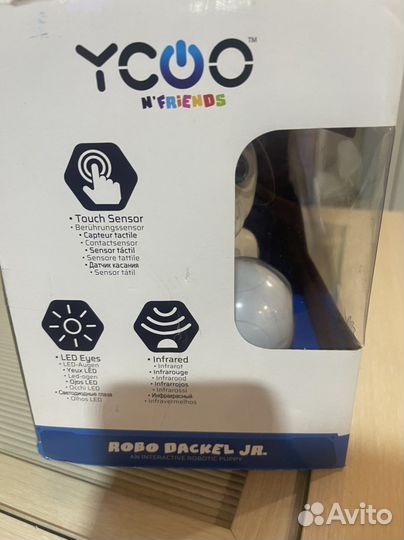 YCOO™
N'FRIENDS
• Touch Sensor
• Berührungssensor
• Capteur tactile
• Contactsensor
• Sensor táctil
• Sensore tattile
• Датчик касания
• Sensor tátil
• LED Eyes
• LED-Augen
• Yeux LED
• Led-ogen
• Ojos LED
• Occhi LED
• Светодиодные глаза
• Olhos LED
• Infrared
• Infrarot
• Infrarouge
• Infrarood
• Infrarrojos
• Infrarossi
• Инфракрасный
• Infravermelhos
ROBO DACKEL JR.
AN INTERACTIVE ROBOTIC PUPPY
Avito